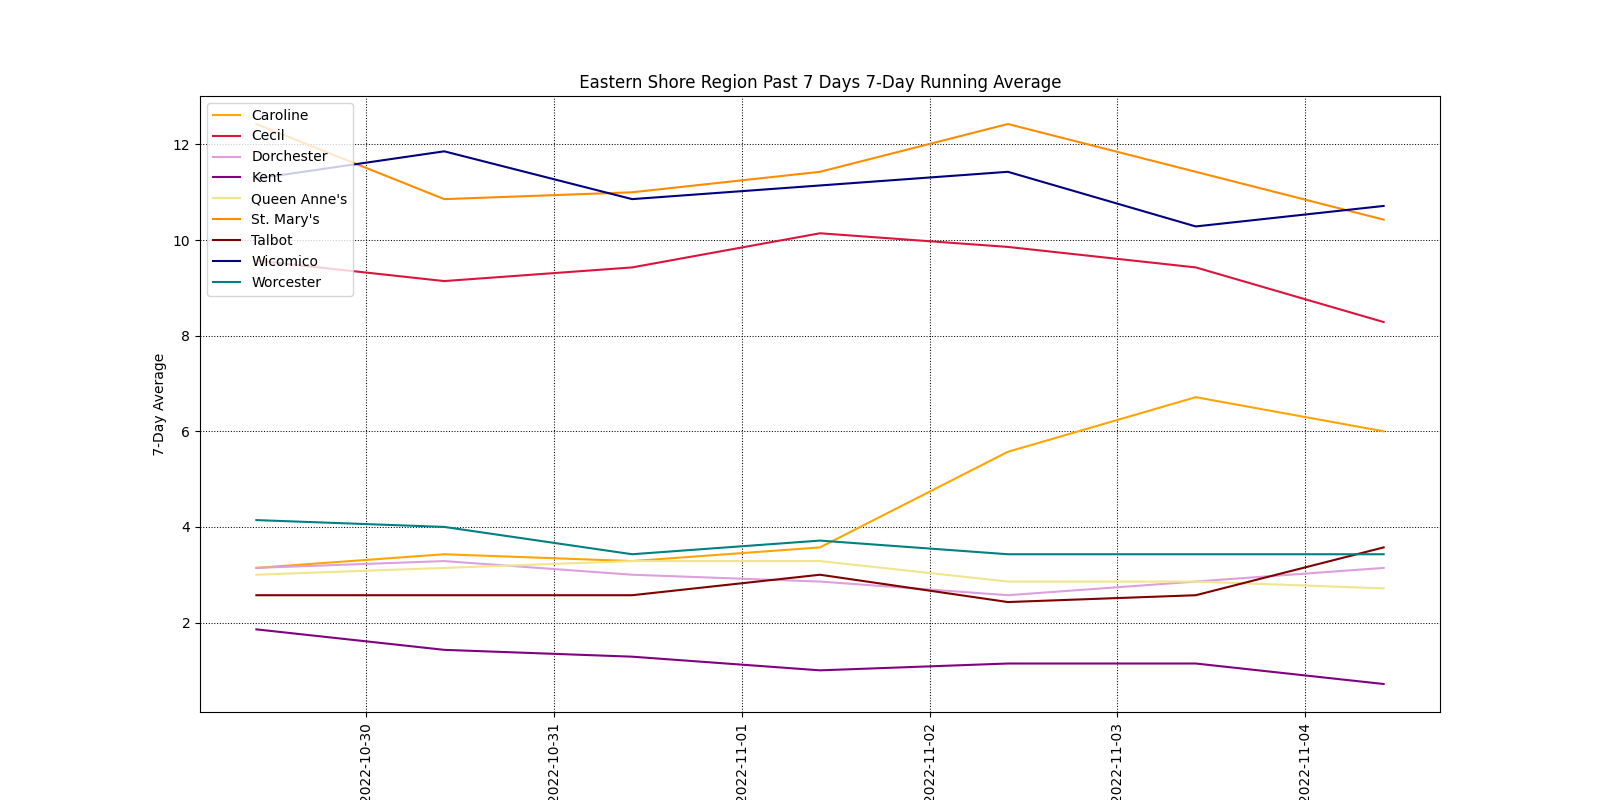 Eastern Shore Region Past 7 Days 7-Day Running Average
Caroline
Cecil
Dorchester
Kent
Queen Anne's
St. Mary's
Talbot
Wicomico
Worcester
7-Day Average
12
10
8
6
4
2
2022-10-30
2022-10-31
2022-11-01
2022-11-02
2022-11-03
2022-11-04